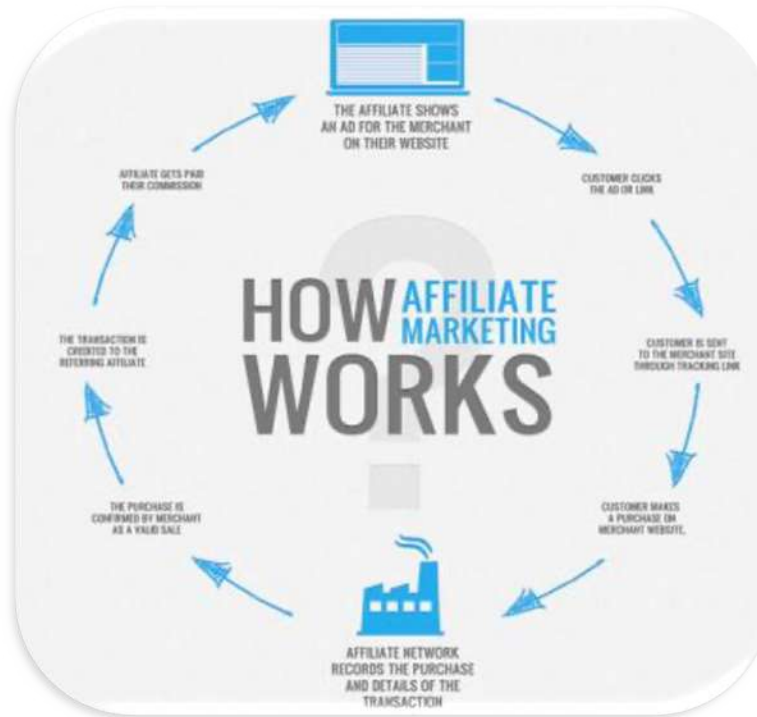 THE AFFILIATE SHOWS
AN AD FOR THE MERCHANT
ON THEIR WEBSITE
CUSTOMER CLICKS
THE AD OR LINK
CUSTOMER IS SENT
TO THE MERCHANT SITE
THROUGH TRACKING LINK
CUSTOMER MAKES
A PURCHASE ON
MERCHANT WEBSITE.
AFFILIATE NETWORK
RECORDS THE PURCHASE
AND DETAILS OF THE
TRANSACTION
THE PURCHASE IS
CONFIRMED BY MERCHANT
AS A VALID SALE
THE TRANSACTION IS
CREDITED TO THE
REFERRING AFFILIATE
AFFILIATE GETS PAID
THEIR COMMISSION
HOW AFFILIATE
MARKETING
WORKS
?